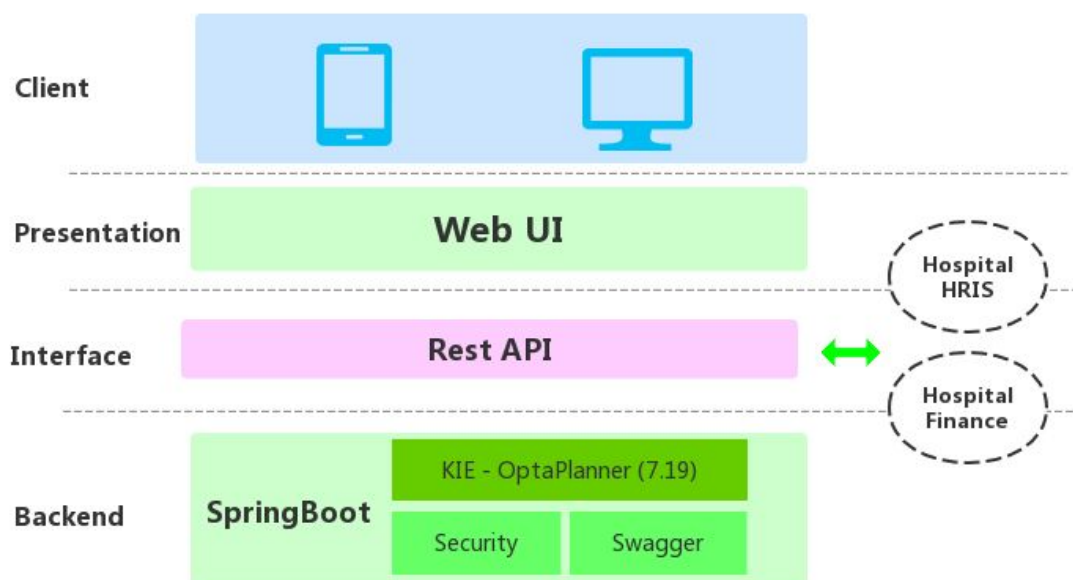 Client
Presentation
Web UI
Hospital
HRIS
Interface
Rest API
Hospital
Finance
Backend
SpringBoot
KIE - OptaPlanner (7.19)
Security
Swagger